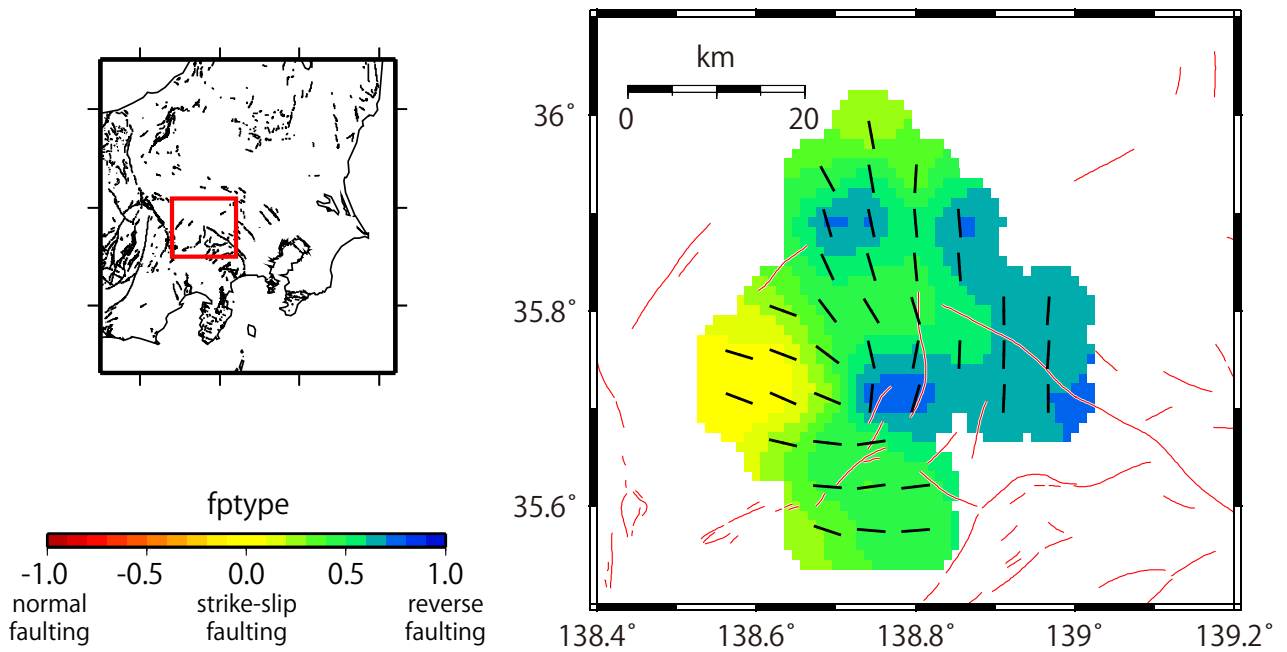 km
0 20
36°
35.8°
35.6°
138.4° 138.6° 138.8° 139° 139.2°
fptype
-1.0 -0.5 0.0 0.5 1.0
normal strike-slip reverse
faulting faulting faulting